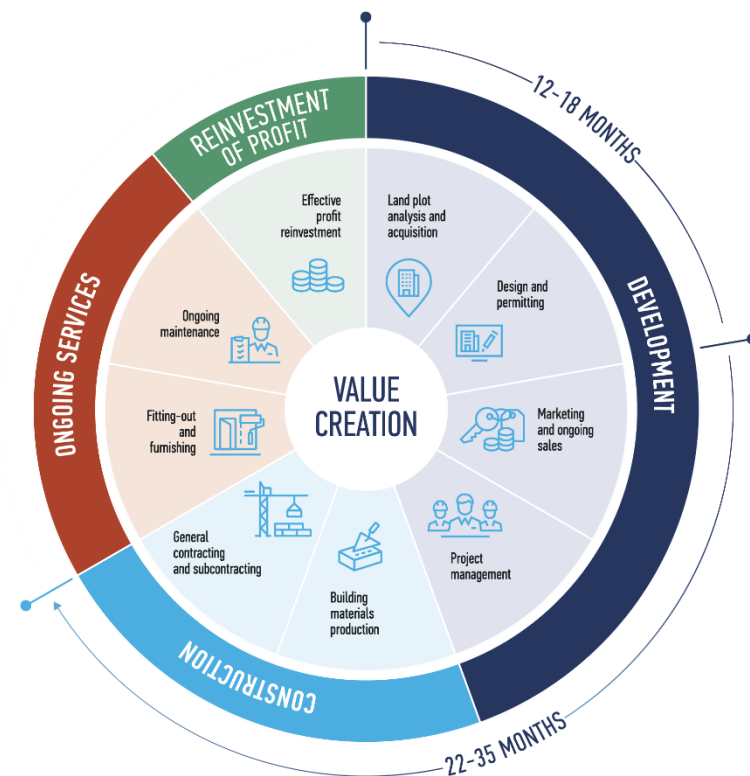 12-18 MONTHS
REINVESTMENT
OF PROFIT
DEVELOPMENT
ONGOING SERVICES
CONSTRUCTION
22-35 MONTHS
VALUE
CREATION
Land plot
analysis and
acquisition
Design and
permitting
Marketing
and ongoing
sales
Project
management
Building
materials
production
General
contracting
and subcontracting
Fitting-out
and
furnishing
Ongoing
maintenance
Effective
profit
reinvestment